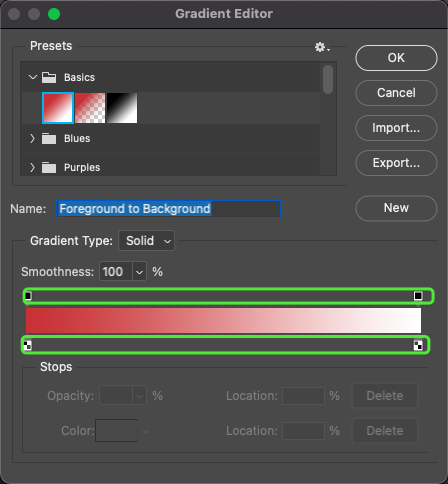 Gradient Editor
Presets
OK
Basics
Cancel
Import...
Blues
Export...
Purples
Name: Foreground to Background
New
Gradient Type: Solid
Smoothness: 100 %
Stops
Opacity: % Location: % Delete
Color: Location: % Delete